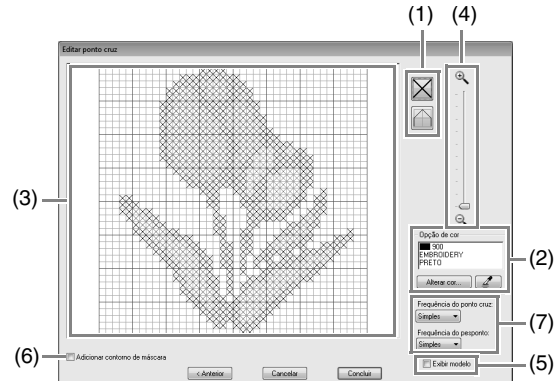 (1)
(4)
Editar ponto cruz
(3)
Opção de cor
900
EMBROIDERY
PRETO
Alterar cor...
(2)
Frequência do ponto cruz:
Simples
Frequência do pesponto:
Simples
(7)
(6)
Adicionar contorno de máscara
Exibir modelo
(5)
< Anterior
Cancelar
Concluir